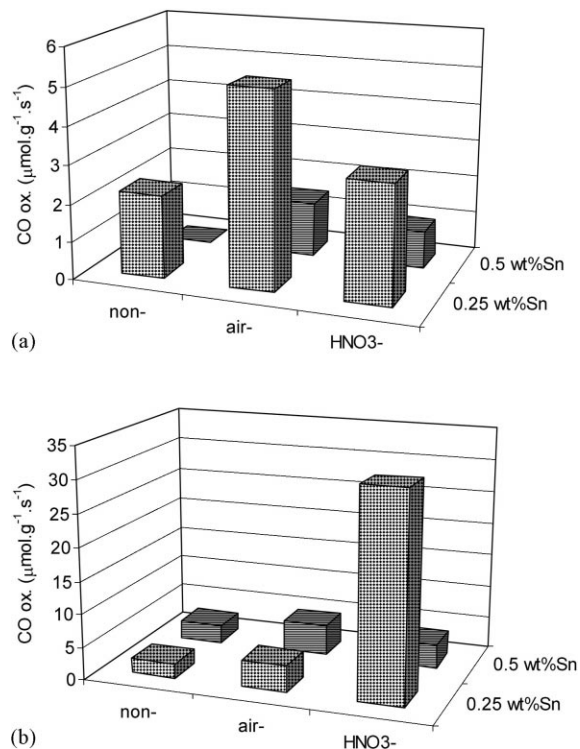 6
5
4
3
2
1
0
CO ox. (μmol.g⁻¹.s⁻¹)
non-
air-
HNO3-
0.5 wt%Sn
0.25 wt%Sn
(a)
35
30
25
20
15
10
5
0
CO ox. (μmol.g⁻¹.s⁻¹)
non-
air-
HNO3-
0.5 wt%Sn
0.25 wt%Sn
(b)